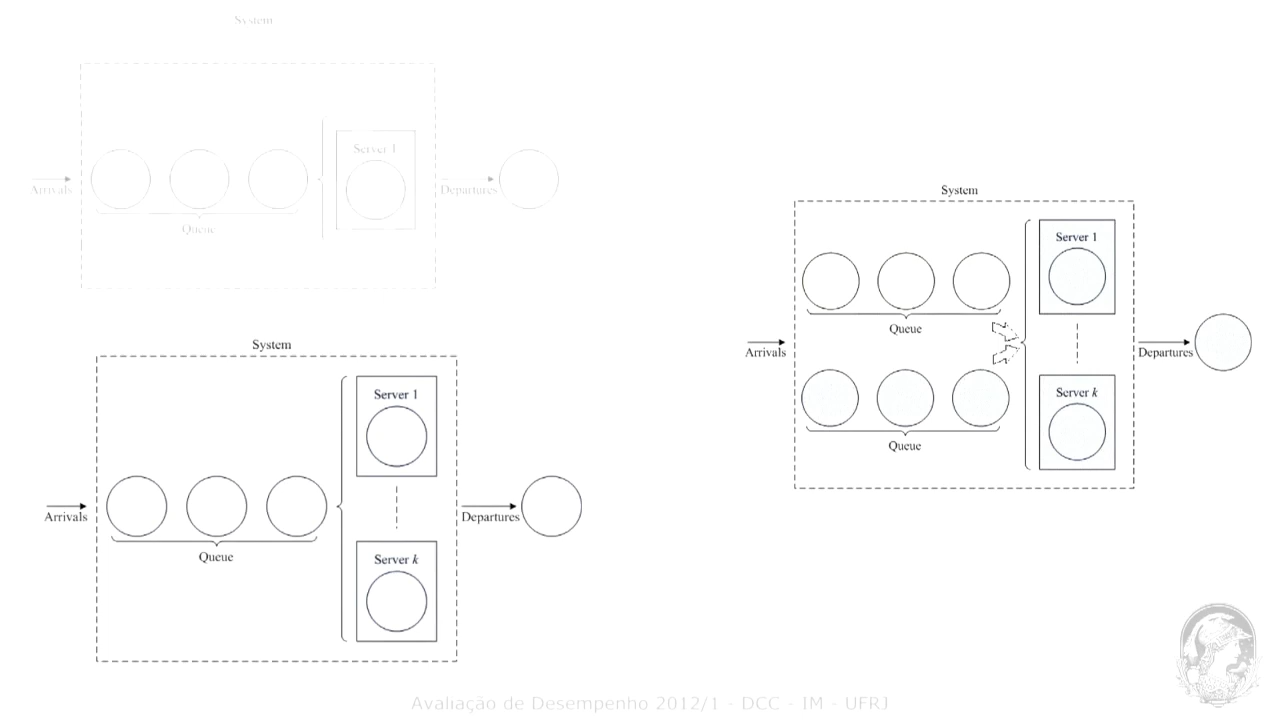 System
Server 1
Arrivals
Departures
Queue
System
Server 1
Arrivals
Departures
Queue
Server k
System
Server 1
Queue
Arrivals
Departures
Server k
Queue
Avaliação de Desempenho 2012/1 - DCC - IM - UFRJ